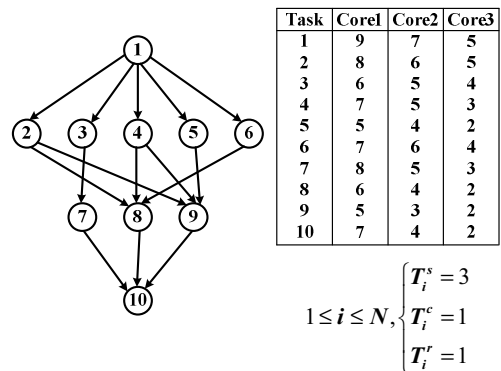 1
2 3 4 5 6
7 8 9
10
Task Core1 Core2 Core3
1 9 7 5
2 8 6 5
3 6 5 4
4 7 5 3
5 5 4 2
6 7 6 4
7 8 5 3
8 6 4 2
9 5 3 2
10 7 4 2
T_i^s = 3
1 ≤ i ≤ N, { T_i^c = 1
T_i^r = 1